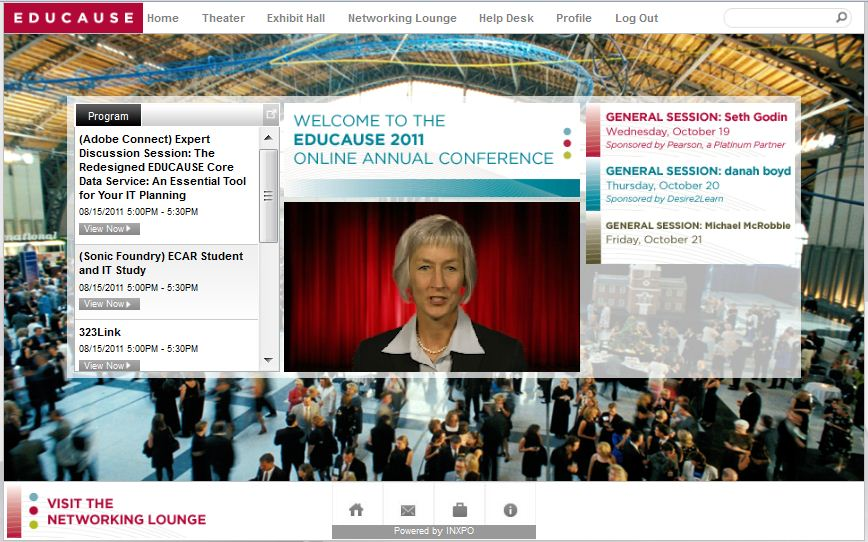 EDUCAUSE
Home Theater Exhibit Hall Networking Lounge Help Desk Profile Log Out
Program
(Adobe Connect) Expert
Discussion Session: The
Redesigned EDUCAUSE Core
Data Service: An Essential Tool
for Your IT Planning
08/15/2011 5:00PM - 5:30PM
View Now
(Sonic Foundry) ECAR Student
and IT Study
08/15/2011 5:00PM - 5:30PM
View Now
323Link
08/15/2011 5:00PM - 5:30PM
View Now
WELCOME TO THE
EDUCAUSE 2011
ONLINE ANNUAL CONFERENCE
GENERAL SESSION: Seth Godin
Wednesday, October 19
Sponsored by Pearson, a Platinum Partner
GENERAL SESSION: danah boyd
Thursday, October 20
Sponsored by Desire2Learn
GENERAL SESSION: Michael McRobbie
Friday, October 21
VISIT THE
NETWORKING LOUNGE
Powered by INXPO